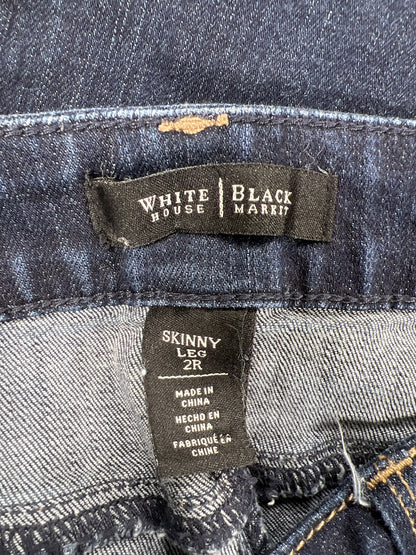 WHITE | BLACK
HOUSE | MARKET
SKINNY
LEG
2R
MADE IN
CHINA
HECHO EN
CHINA
FABRIQUÉ EN
CHINE